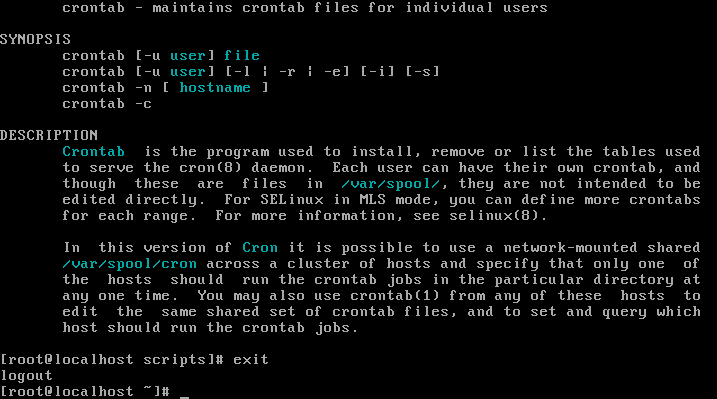 crontab - maintains crontab files for individual users
SYNOPSIS
crontab [-u user] file
crontab [-u user] [-l ¦ -r ¦ -e] [-i] [-s]
crontab -n [ hostname ]
crontab -c
DESCRIPTION
Crontab  is the program used to install, remove or list the tables used
to serve the cron(8) daemon.  Each user can have their own crontab, and
though  these  are  files  in  /var/spool/, they are not intended to be
edited directly.  For SELinux in MLS mode, you can define more crontabs
for each range.  For more information, see selinux(8).
In  this version of Cron it is possible to use a network-mounted shared
/var/spool/cron across a cluster of hosts and specify that only one  of
the  hosts  should  run the crontab jobs in the particular directory at
any one time.  You may also use crontab(1) from any of these  hosts  to
edit  the  same shared set of crontab files, and to set and query which
host should run the crontab jobs.
[root@localhost scripts]# exit
logout
[root@localhost ~]# _